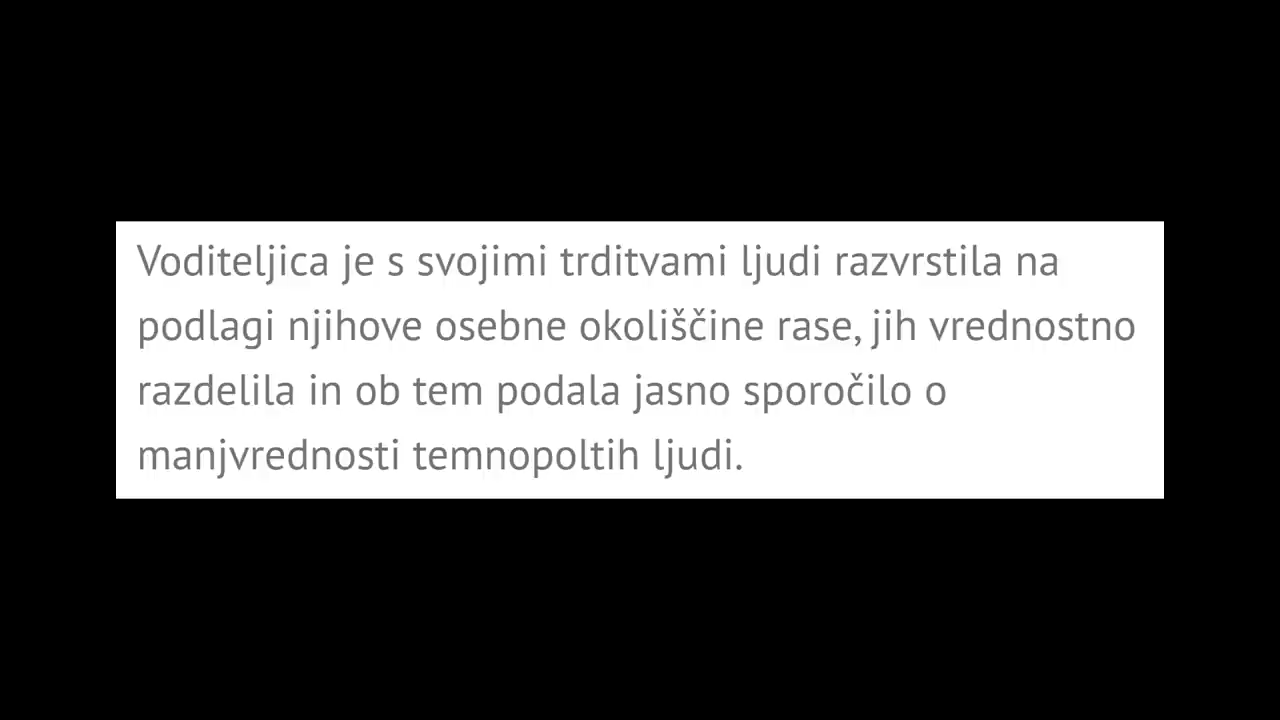 Voditeljica je s svojimi trditvami ljudi razvrstila na
podlagi njihove osebne okoliščine rase, jih vrednostno
razdelila in ob tem podala jasno sporočilo o
manjvrednosti temnopoltih ljudi.